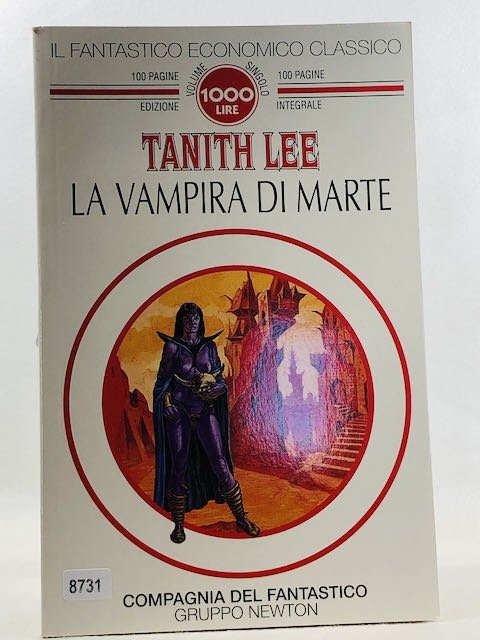 IL FANTASTICO ECONOMICO CLASSICO
100 PAGINE
VOLUME SINGOLO
100 PAGINE
1000
LIRE
EDIZIONE
INTEGRALE
TANITH LEE
LA VAMPIRA DI MARTE
8731
COMPAGNIA DEL FANTASTICO
GRUPPO NEWTON